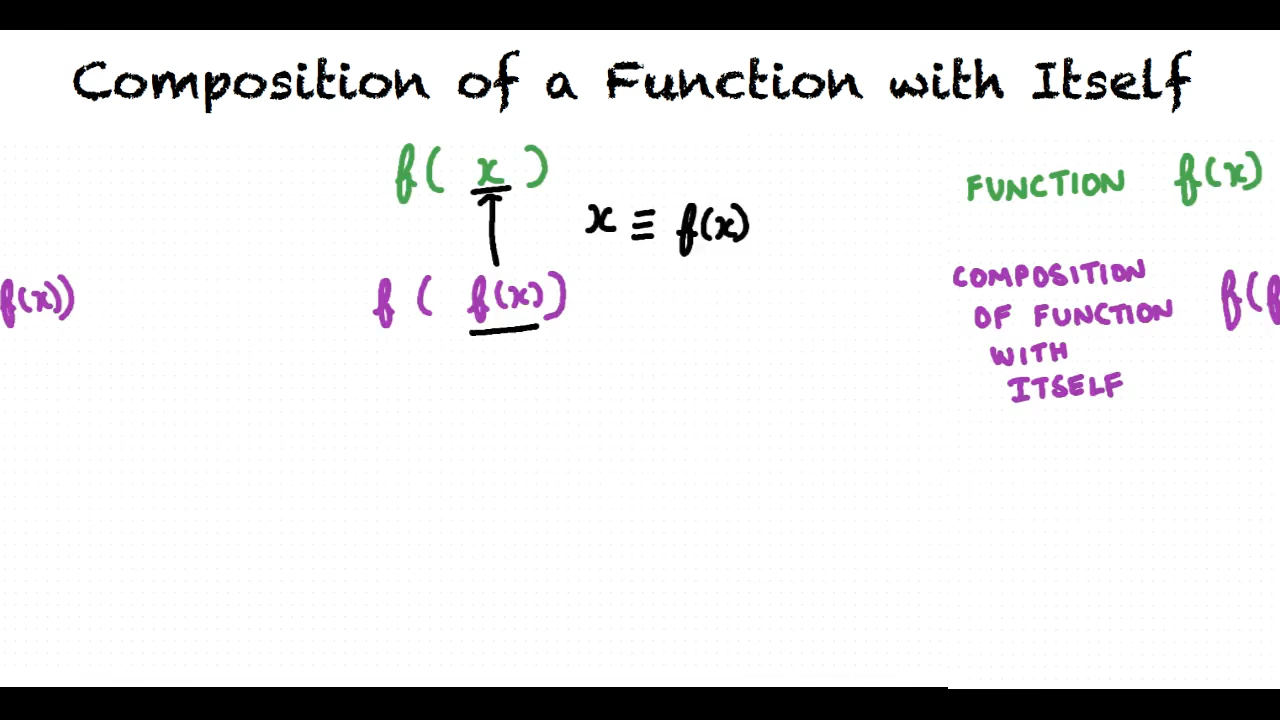 Composition of a Function with Itself
f( x )
x ≡ f(x)
f( f(x))
f(x))
FUNCTION f(x)
COMPOSITION
OF FUNCTION f(f
WITH
ITSELF